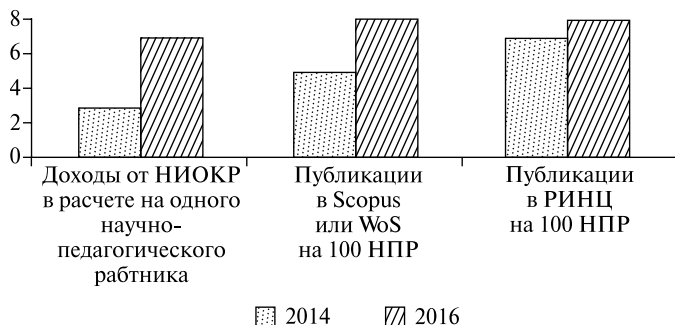 8
6
4
2
0
Доходы от НИОКР
в расчете на одного
научно-
педагогического
рабтника
Публикации
в Scopus
или WoS
на 100 НПР
Публикации
в РИНЦ
на 100 НПР
2014
2016